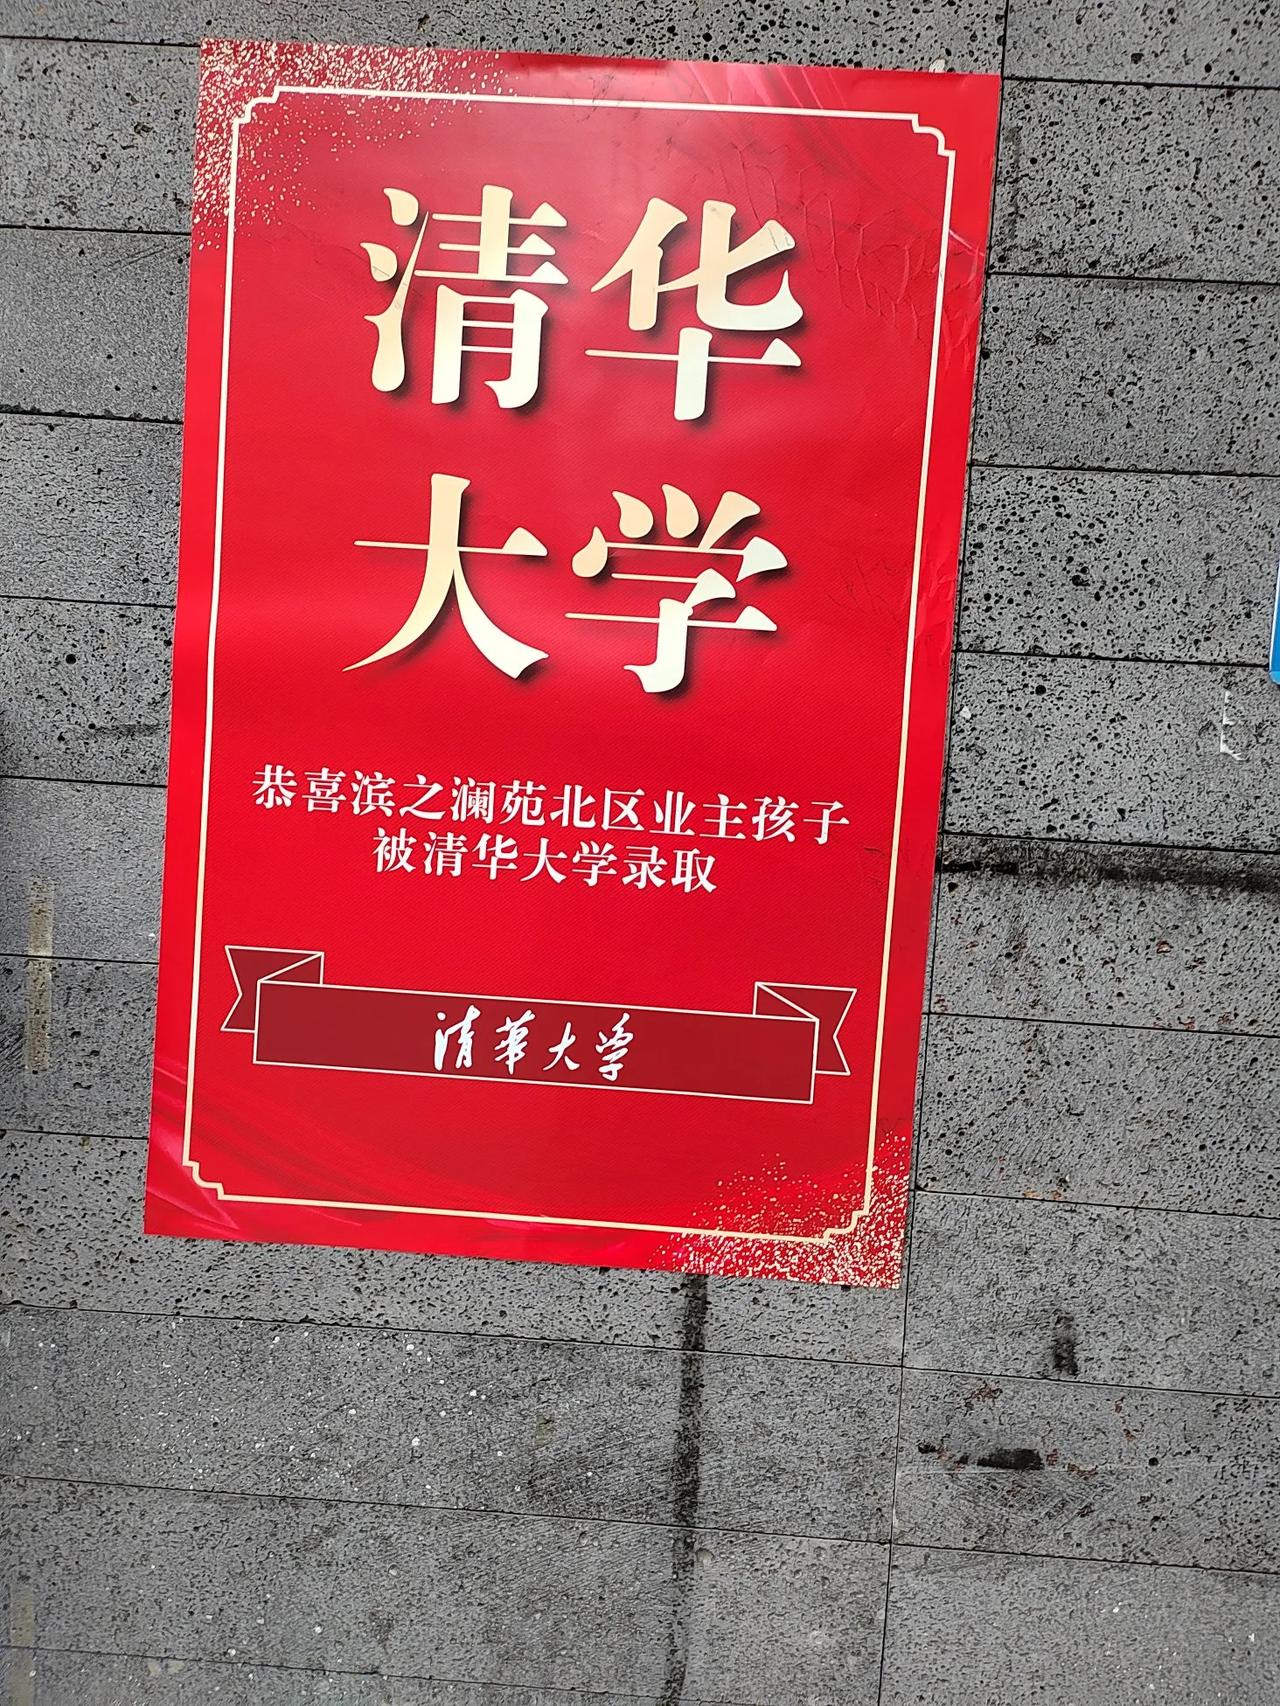 清华
大学
恭喜滨之澜苑北区业主孩子
被清华大学录取
清華大学